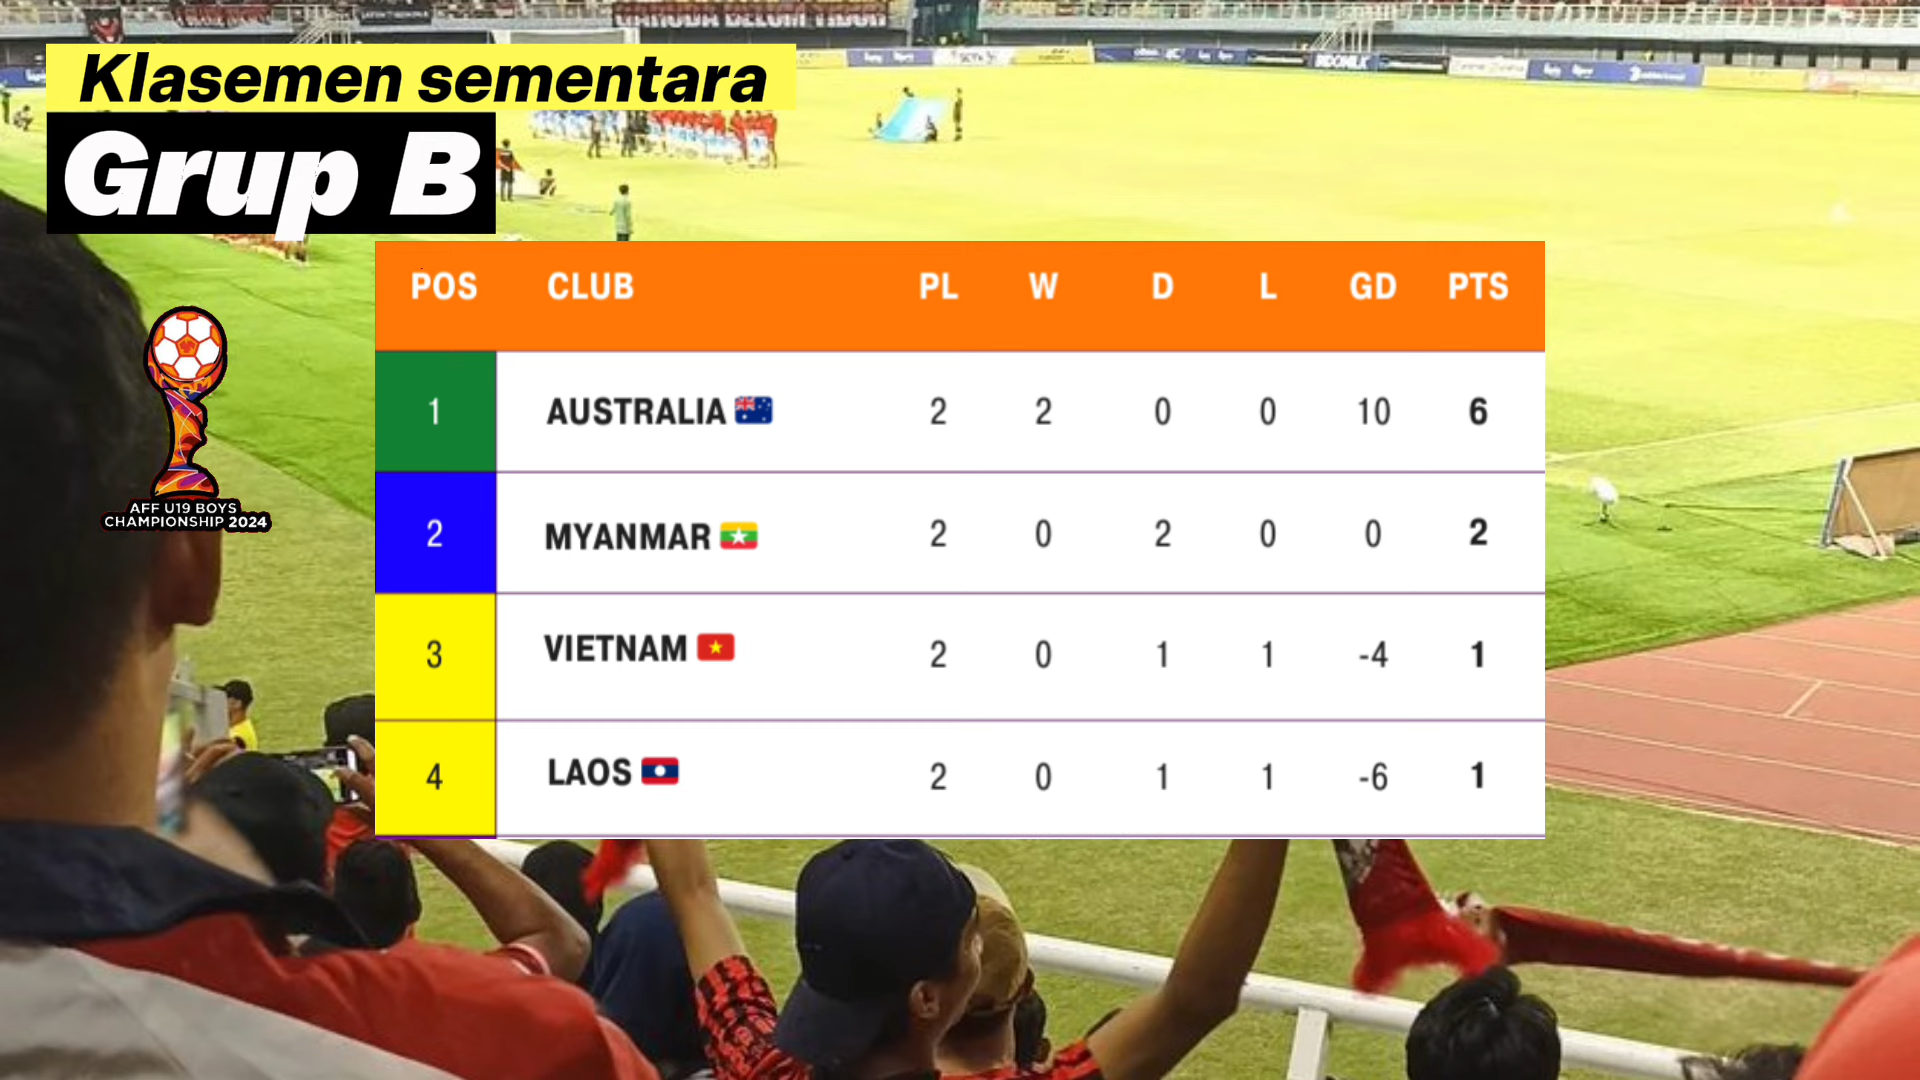 Klasemen sementara
Grup B
POS CLUB PL W D L GD PTS
1 AUSTRALIA 2 2 0 0 10 6
2 MYANMAR 2 0 2 0 0 2
3 VIETNAM 2 0 1 1 -4 1
4 LAOS 2 0 1 1 -6 1
AFF U19 BOYS
CHAMPIONSHIP 2024
INDOMILK